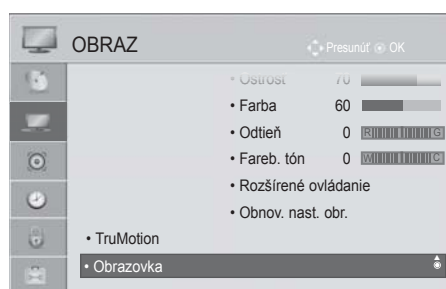 OBRAZ Presunúť OK
• Ostrosť 70
• Farba 60
• Odtieň 0 R G
• Fareb. tón 0 W C
• Rozšírené ovládanie
• Obnov. nast. obr.
• TruMotion
• Obrazovka